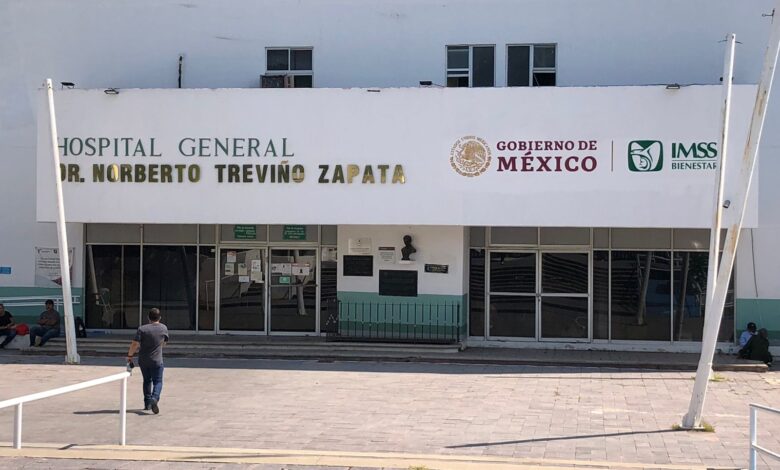 HOSPITAL GENERAL
DR. NORBERTO TREVIÑO ZAPATA
GOBIERNO DE
MÉXICO
IMSS
BIENESTAR